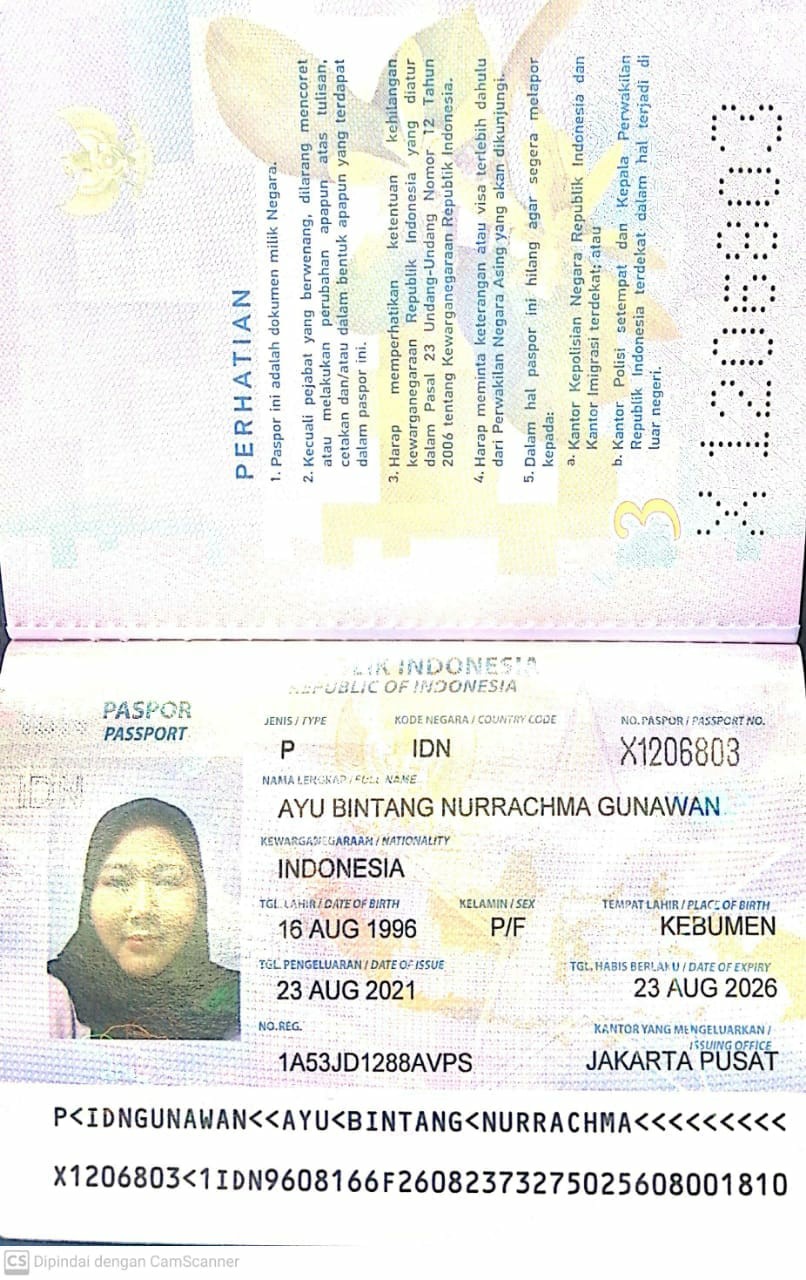 PERHATIAN
1. Paspor ini adalah dokumen milik Negara.
2. Kecuali pejabat yang berwenang, dilarang mencoret
atau melakukan perubahan apapun atas tulisan,
cetakan dan/atau dalam bentuk apapun yang terdapat
dalam paspor ini.
3. Harap memperhatikan ketentuan kehilangan
kewarganegaraan Republik Indonesia yang diatur
dalam Pasal 23 Undang-Undang Nomor 12 Tahun
2006 tentang Kewarganegaraan Republik Indonesia.
4. Harap meminta keterangan atau visa terlebih dahulu
dari Perwakilan Negara Asing yang akan dikunjungi.
5. Dalam hal paspor ini hilang agar segera melapor
kepada:
a. Kantor Kepolisian Negara Republik Indonesia dan
Kantor Imigrasi terdekat; atau
b. Kantor Polisi setempat dan Kepala Perwakilan
Republik Indonesia terdekat dalam hal terjadi di
luar negeri.
3
X1206803
INDONESIA
REPUBLIC OF INDONESIA
PASPOR
PASSPORT
JENIS / TYPE KODE NEGARA / COUNTRY CODE NO. PASPOR / PASSPORT NO.
P IDN X1206803
IDN
NAMA LENGKAP / FULL NAME
AYU BINTANG NURRACHMA GUNAWAN
KEWARGANEGARAAN / NATIONALITY
INDONESIA
TGL. LAHIR / DATE OF BIRTH KELAMIN / SEX TEMPAT LAHIR / PLACE OF BIRTH
16 AUG 1996 P/F KEBUMEN
TGL. PENGELUARAN / DATE OF ISSUE TGL. HABIS BERLAKU / DATE OF EXPIRY
23 AUG 2021 23 AUG 2026
NO. REG. KANTOR YANG MENGELUARKAN /
ISSUING OFFICE
1A53JD1288AVPS JAKARTA PUSAT
P<IDNGUNAWAN<<AYU<BINTANG<NURRACHMA<<<<<<<<<
X1206803<1IDN9608166F26082373275025608001810
CS Dipindai dengan CamScanner